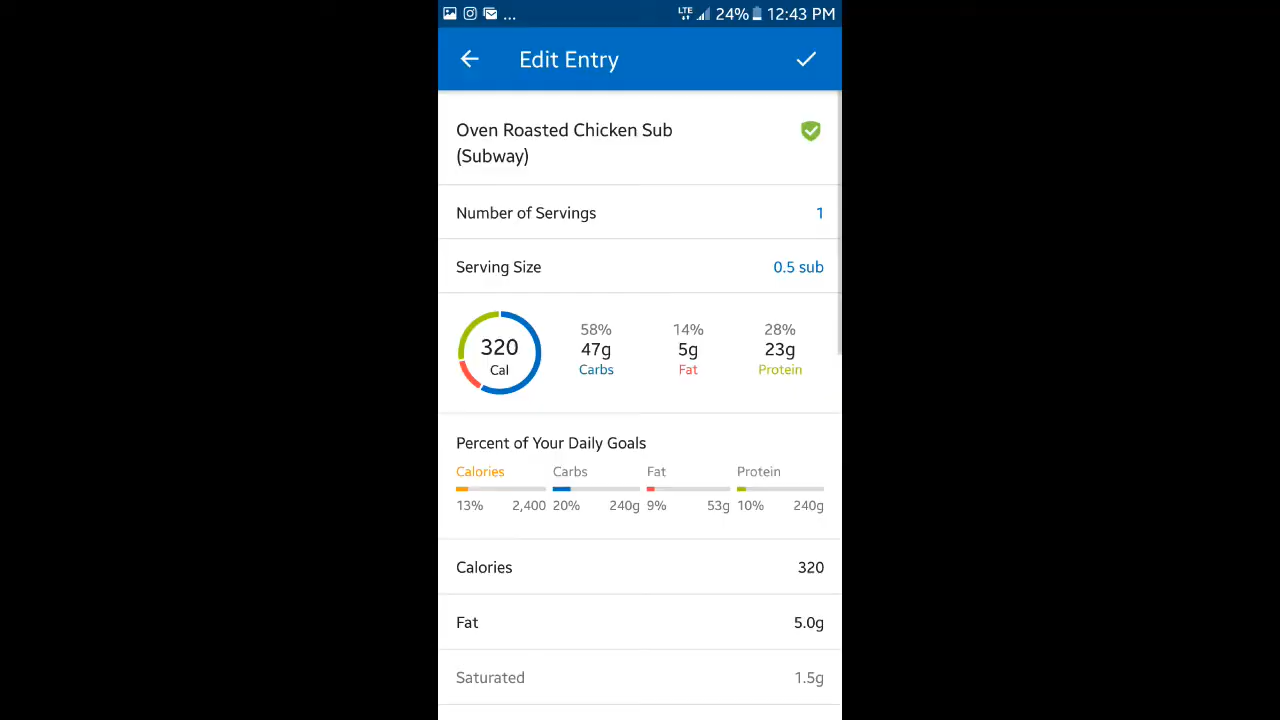 ... LTE 24% 12:43 PM
Edit Entry
Oven Roasted Chicken Sub
(Subway)
Number of Servings 1
Serving Size 0.5 sub
320
Cal
58% 14% 28%
47g 5g 23g
Carbs Fat Protein
Percent of Your Daily Goals
Calories Carbs Fat Protein
13% 2,400 20% 240g 9% 53g 10% 240g
Calories 320
Fat 5.0g
Saturated 1.5g